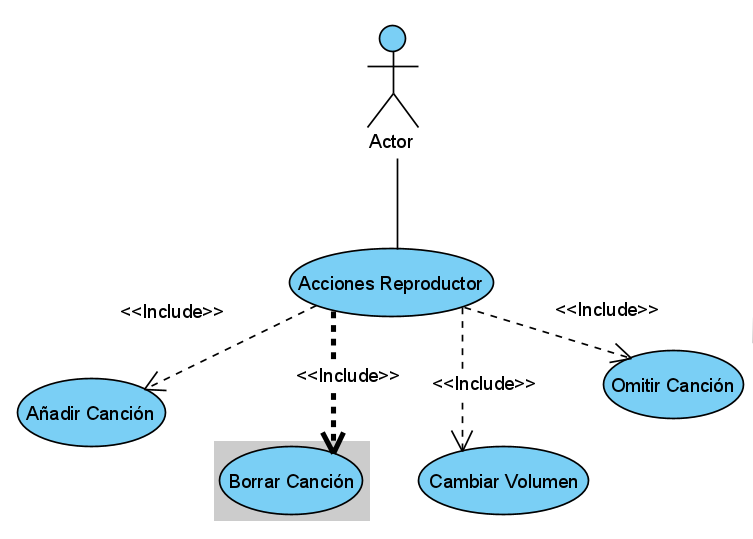 Actor
Acciones Reproductor
<<Include>>
<<Include>>
<<Include>>
<<Include>>
Añadir Canción
Omitir Canción
Borrar Canción
Cambiar Volumen